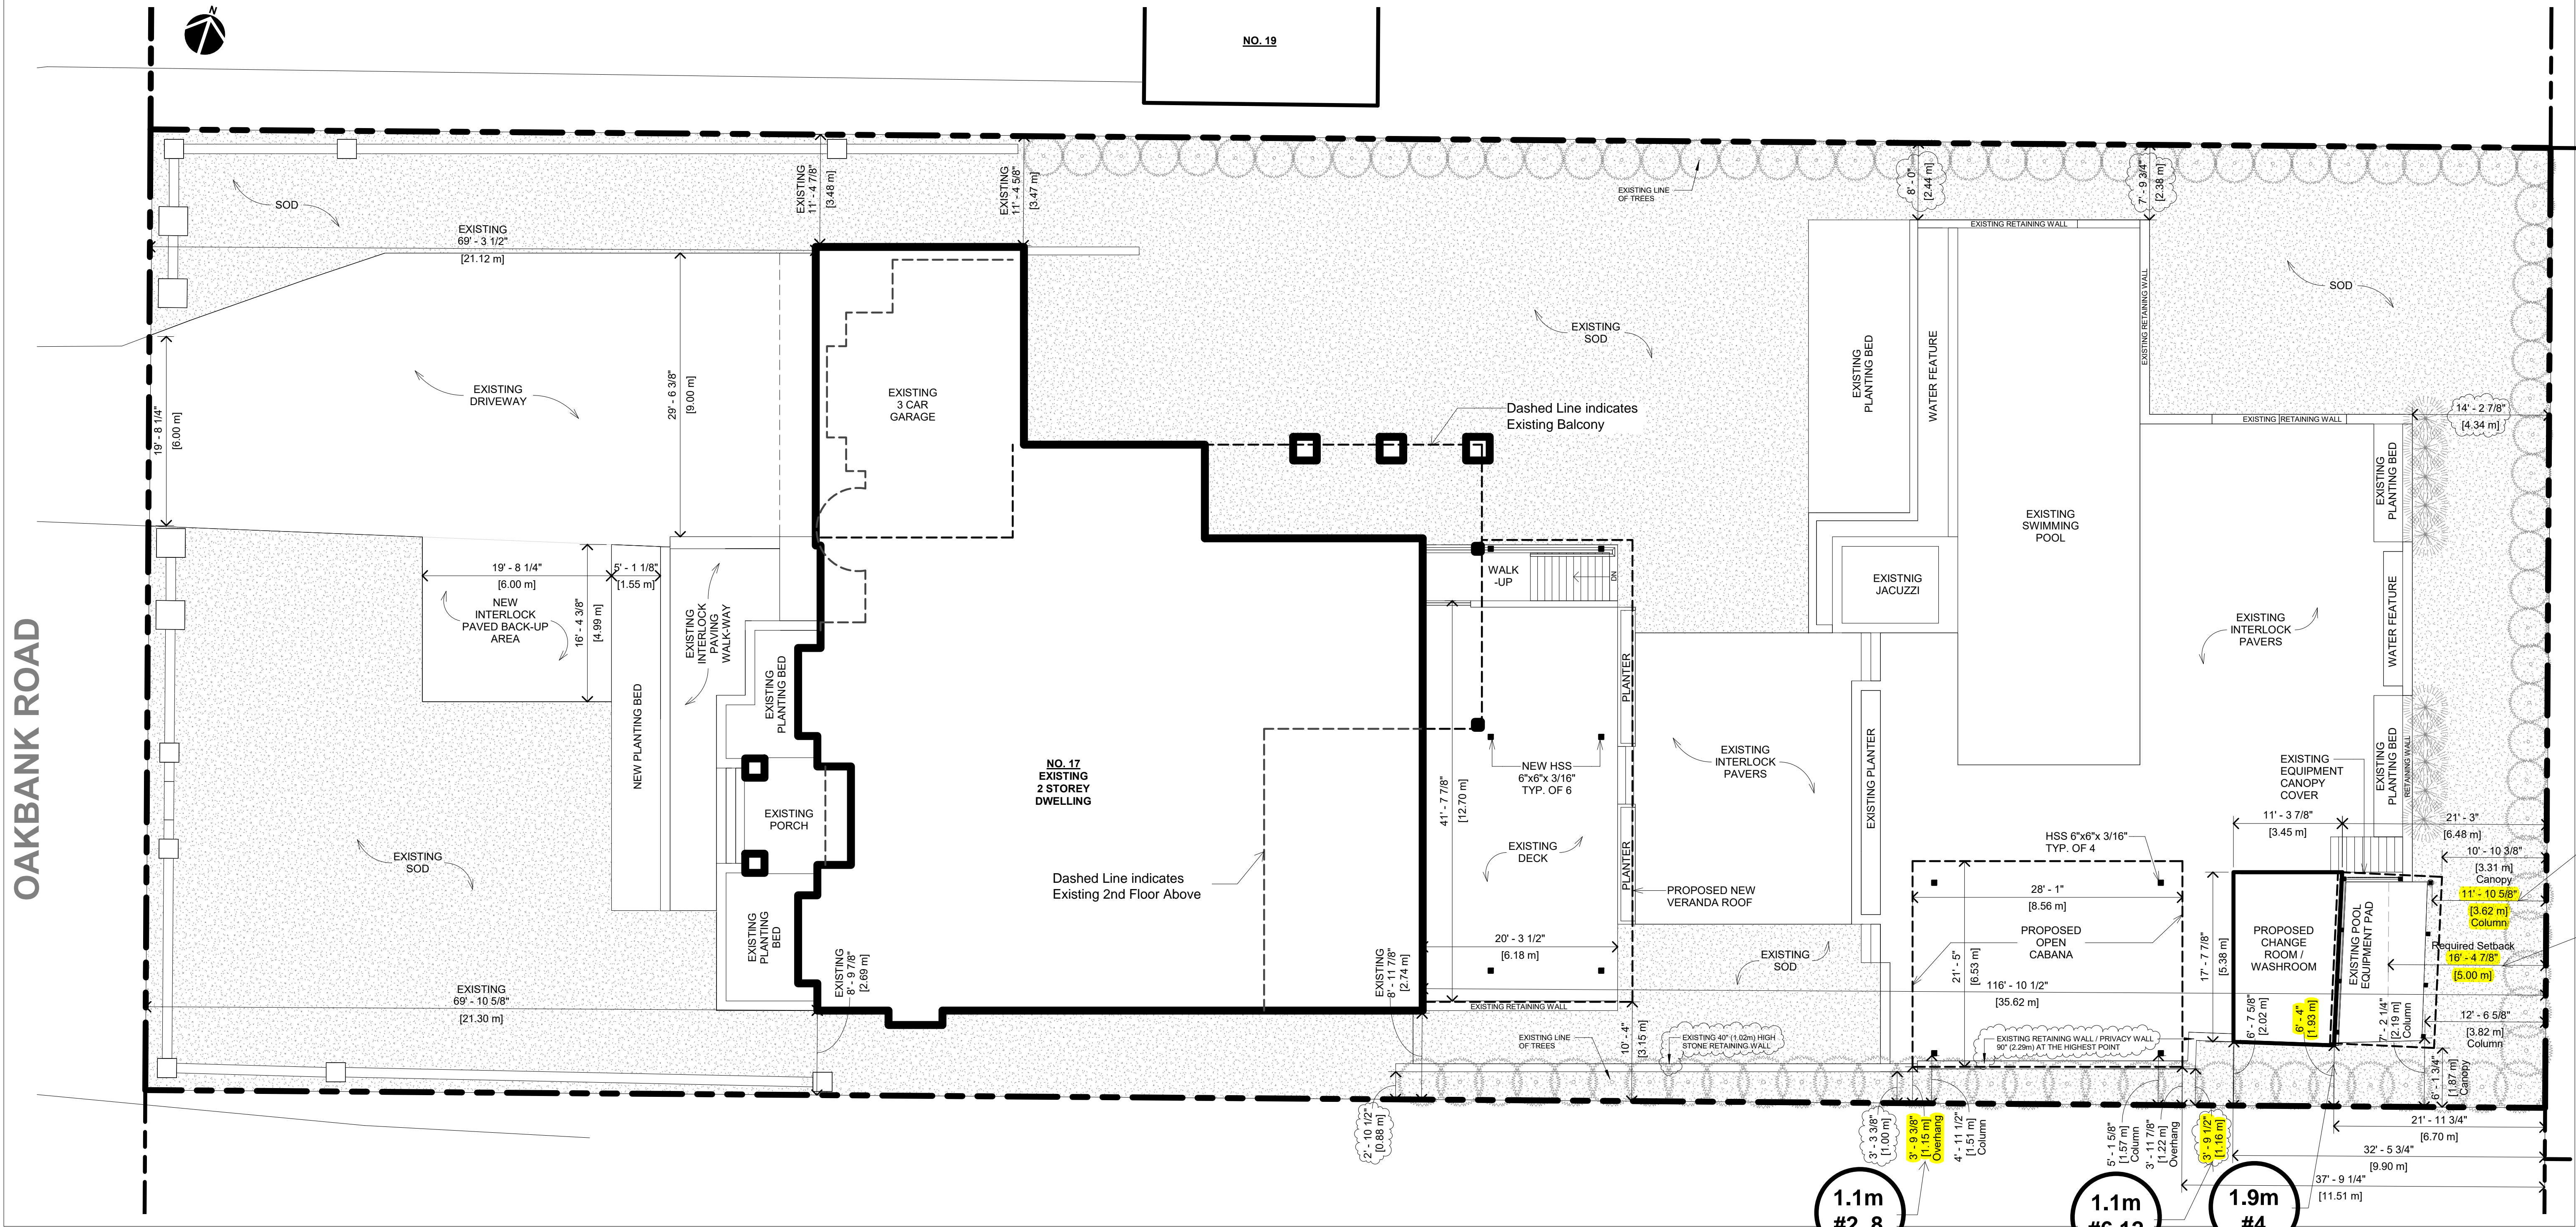 N
NO. 19
OAKBANK ROAD
SOD
EXISTING
69' - 3 1/2"
[21.12 m]
EXISTING
11' - 4 7/8"
[3.48 m]
EXISTING
11' - 4 5/8"
[3.47 m]
EXISTING LINE
OF TREES
8' - 0"
[2.44 m]
7' - 9 3/4"
[2.38 m]
EXISTING RETAINING WALL
EXISTING RETAINING WALL
SOD
19' - 8 1/4"
[6.00 m]
EXISTING
DRIVEWAY
29' - 6 3/8"
[9.00 m]
EXISTING
3 CAR
GARAGE
Dashed Line indicates
Existing Balcony
EXISTING
SOD
EXISTING
PLANTING BED
WATER FEATURE
EXISTING RETAINING WALL
14' - 2 7/8"
[4.34 m]
EXISTING
PLANTING BED
EXISTING
SWIMMING
POOL
19' - 8 1/4"
[6.00 m]
5' - 1 1/8"
[1.55 m]
NEW
INTERLOCK
PAVED BACK-UP
AREA
16' - 4 3/8"
[4.99 m]
EXISTING
INTERLOCK
PAVING
WALK-WAY
WALK
-UP
DN
EXISTNIG
JACUZZI
EXISTING
INTERLOCK
PAVERS
WATER FEATURE
NEW PLANTING BED
EXISTING
PLANTING BED
PLANTER
EXISTING
INTERLOCK
PAVERS
EXISTING PLANTER
EXISTING
PLANTING BED
RETAINING WALL
NO. 17
EXISTING
2 STOREY
DWELLING
NEW HSS
6"x6"x 3/16"
TYP. OF 6
41' - 7 7/8"
[12.70 m]
EXISTING
PORCH
EXISTING
EQUIPMENT
CANOPY
COVER
11' - 3 7/8"
[3.45 m]
21' - 3"
[6.48 m]
HSS 6"x6"x 3/16"
TYP. OF 4
EXISTING
SOD
Dashed Line indicates
Existing 2nd Floor Above
EXISTING
DECK
PLANTER
PROPOSED NEW
VERANDA ROOF
28' - 1"
[8.56 m]
10' - 10 3/8"
[3.31 m]
Canopy
11' - 10 5/8"
[3.62 m]
Column
EXISTING
PLANTING
BED
20' - 3 1/2"
[6.18 m]
EXISTING
SOD
PROPOSED
OPEN
CABANA
21' - 5"
[6.53 m]
17' - 7 7/8"
[5.38 m]
PROPOSED
CHANGE
ROOM /
WASHROOM
EXISTING POOL
EQUIPMENT PAD
Required Setback
16' - 4 7/8"
[5.00 m]
EXISTING
69' - 10 5/8"
[21.30 m]
EXISTING
8' - 9 7/8"
[2.69 m]
EXISTING
8' - 11 7/8"
[2.74 m]
116' - 10 1/2"
[35.62 m]
EXISTING RETAINING WALL
10' - 4"
[3.15 m]
EXISTING LINE
OF TREES
EXISTING 40" (1.02m) HIGH
STONE RETAINING WALL
EXISTING RETAINING WALL / PRIVACY WALL
90" (2.29m) AT THE HIGHEST POINT
6' - 7 5/8"
[2.02 m]
6' - 4"
[1.93 m]
7' - 2 1/4"
[2.19 m]
Column
12' - 6 5/8"
[3.82 m]
Column
6' - 1 3/4"
[1.87 m]
Canopy
2' - 10 1/2"
[0.88 m]
3' - 3 3/8"
[1.00 m]
3' - 9 3/8"
[1.15 m]
Overhang
4' - 11 1/2"
[1.51 m]
Column
5' - 1 5/8"
[1.57 m]
Column
3' - 11 7/8"
[1.22 m]
Overhang
3' - 9 1/2"
[1.16 m]
21' - 11 3/4"
[6.70 m]
32' - 5 3/4"
[9.90 m]
37' - 9 1/4"
[11.51 m]
1.1m
#2, 8
1.1m
1.9m
#4